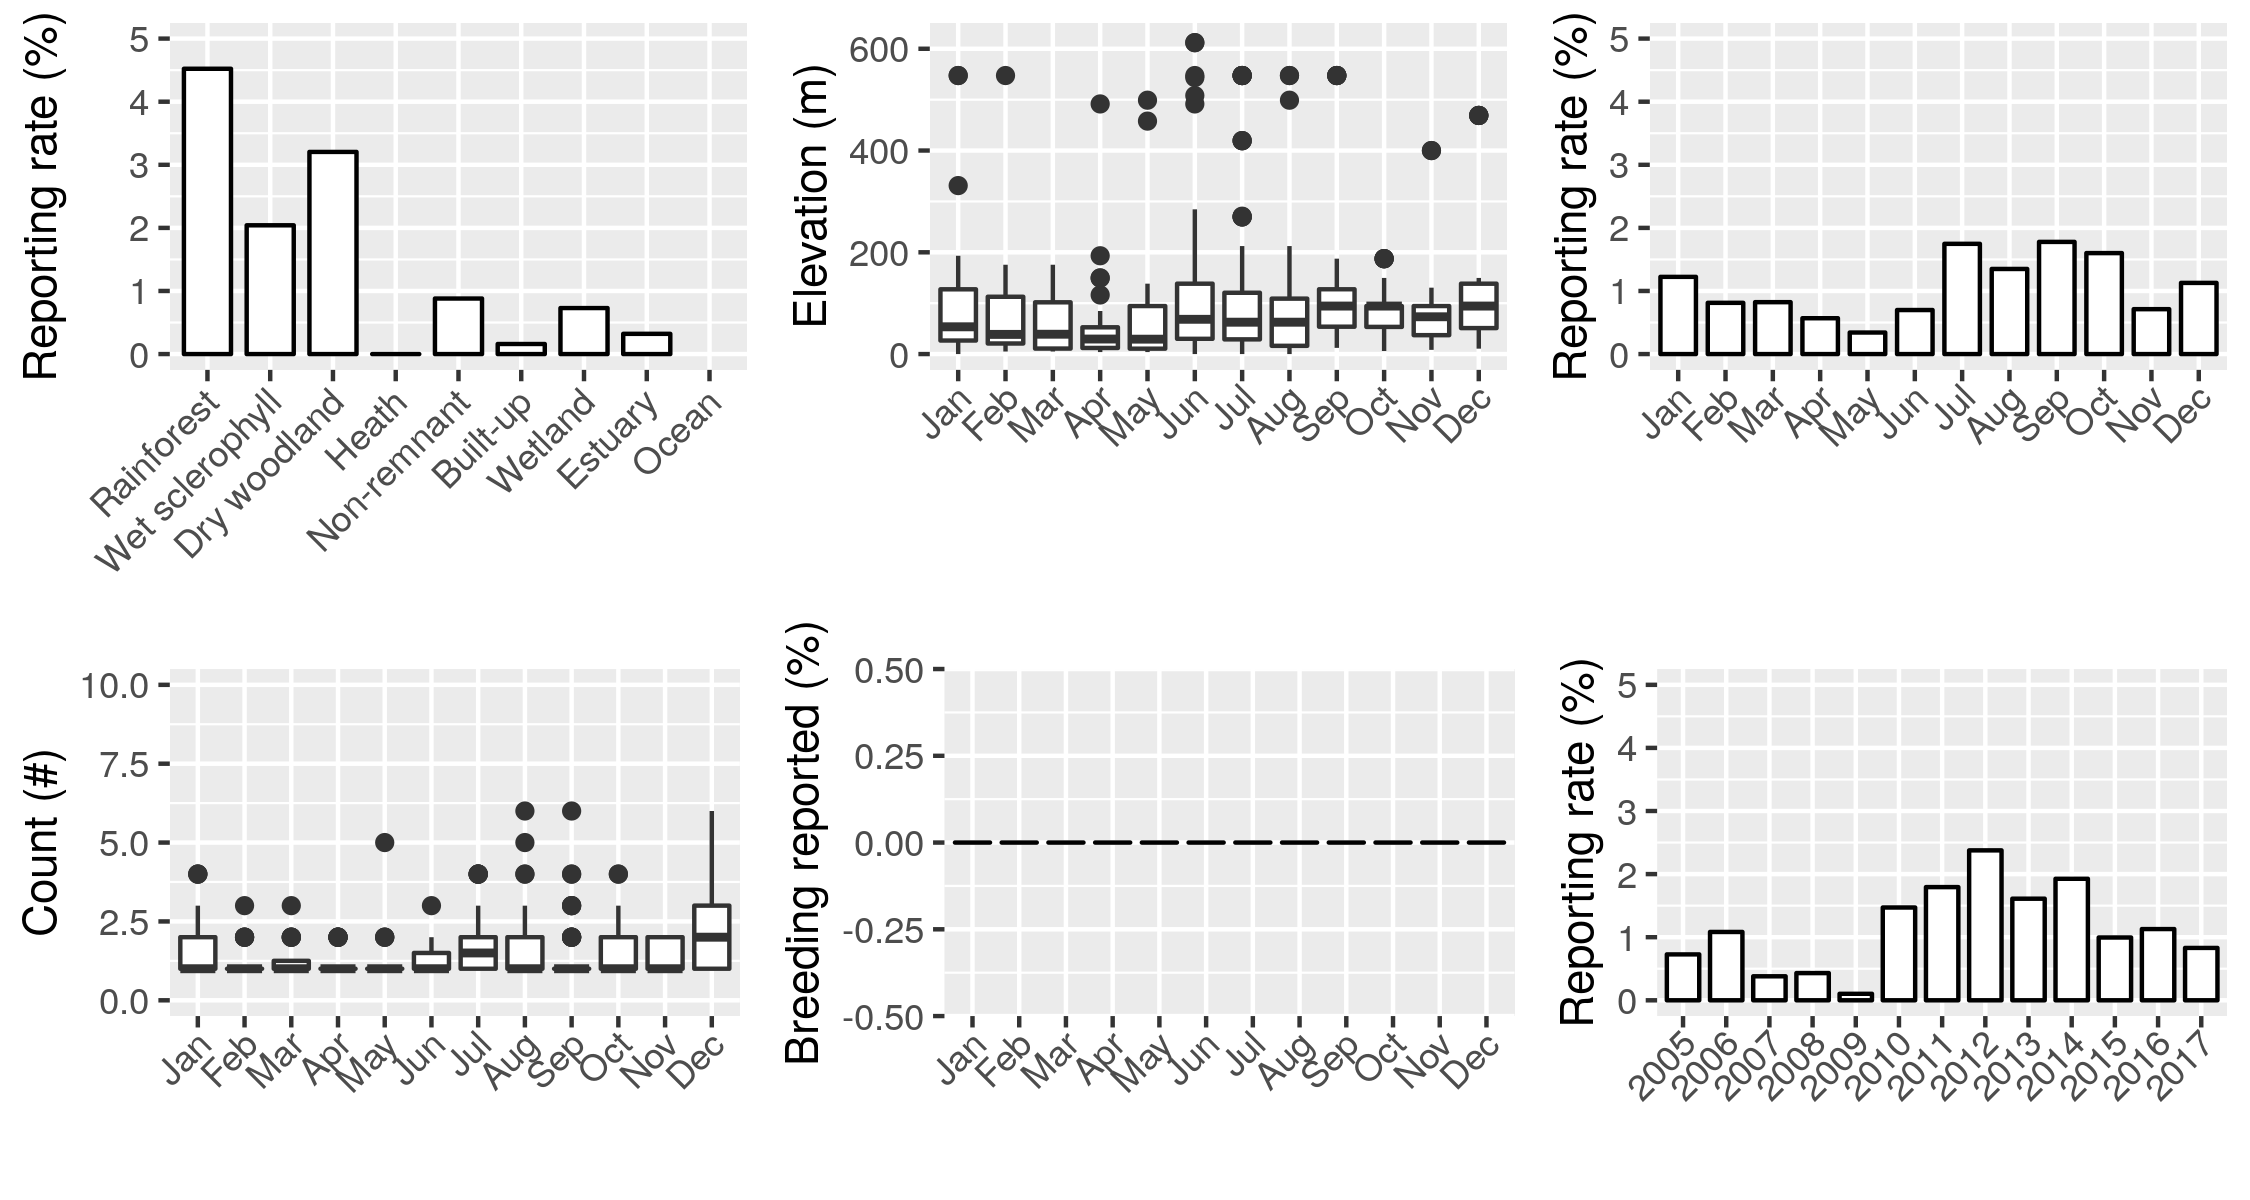 Reporting rate (%)
5
4
3
2
1
0
Rainforest
Wet sclerophyll
Dry woodland
Heath
Non-remnant
Built-up
Wetland
Estuary
Ocean
Elevation (m)
600
400
200
0
Jan
Feb
Mar
Apr
May
Jun
Jul
Aug
Sep
Oct
Nov
Dec
Reporting rate (%)
5
4
3
2
1
0
Jan
Feb
Mar
Apr
May
Jun
Jul
Aug
Sep
Oct
Nov
Dec
Count (#)
10.0
7.5
5.0
2.5
0.0
Jan
Feb
Mar
Apr
May
Jun
Jul
Aug
Sep
Oct
Nov
Dec
Breeding reported (%)
0.50
0.25
0.00
-0.25
-0.50
Jan
Feb
Mar
Apr
May
Jun
Jul
Aug
Sep
Oct
Nov
Dec
Reporting rate (%)
5
4
3
2
1
0
2005
2006
2007
2008
2009
2010
2011
2012
2013
2014
2015
2016
2017